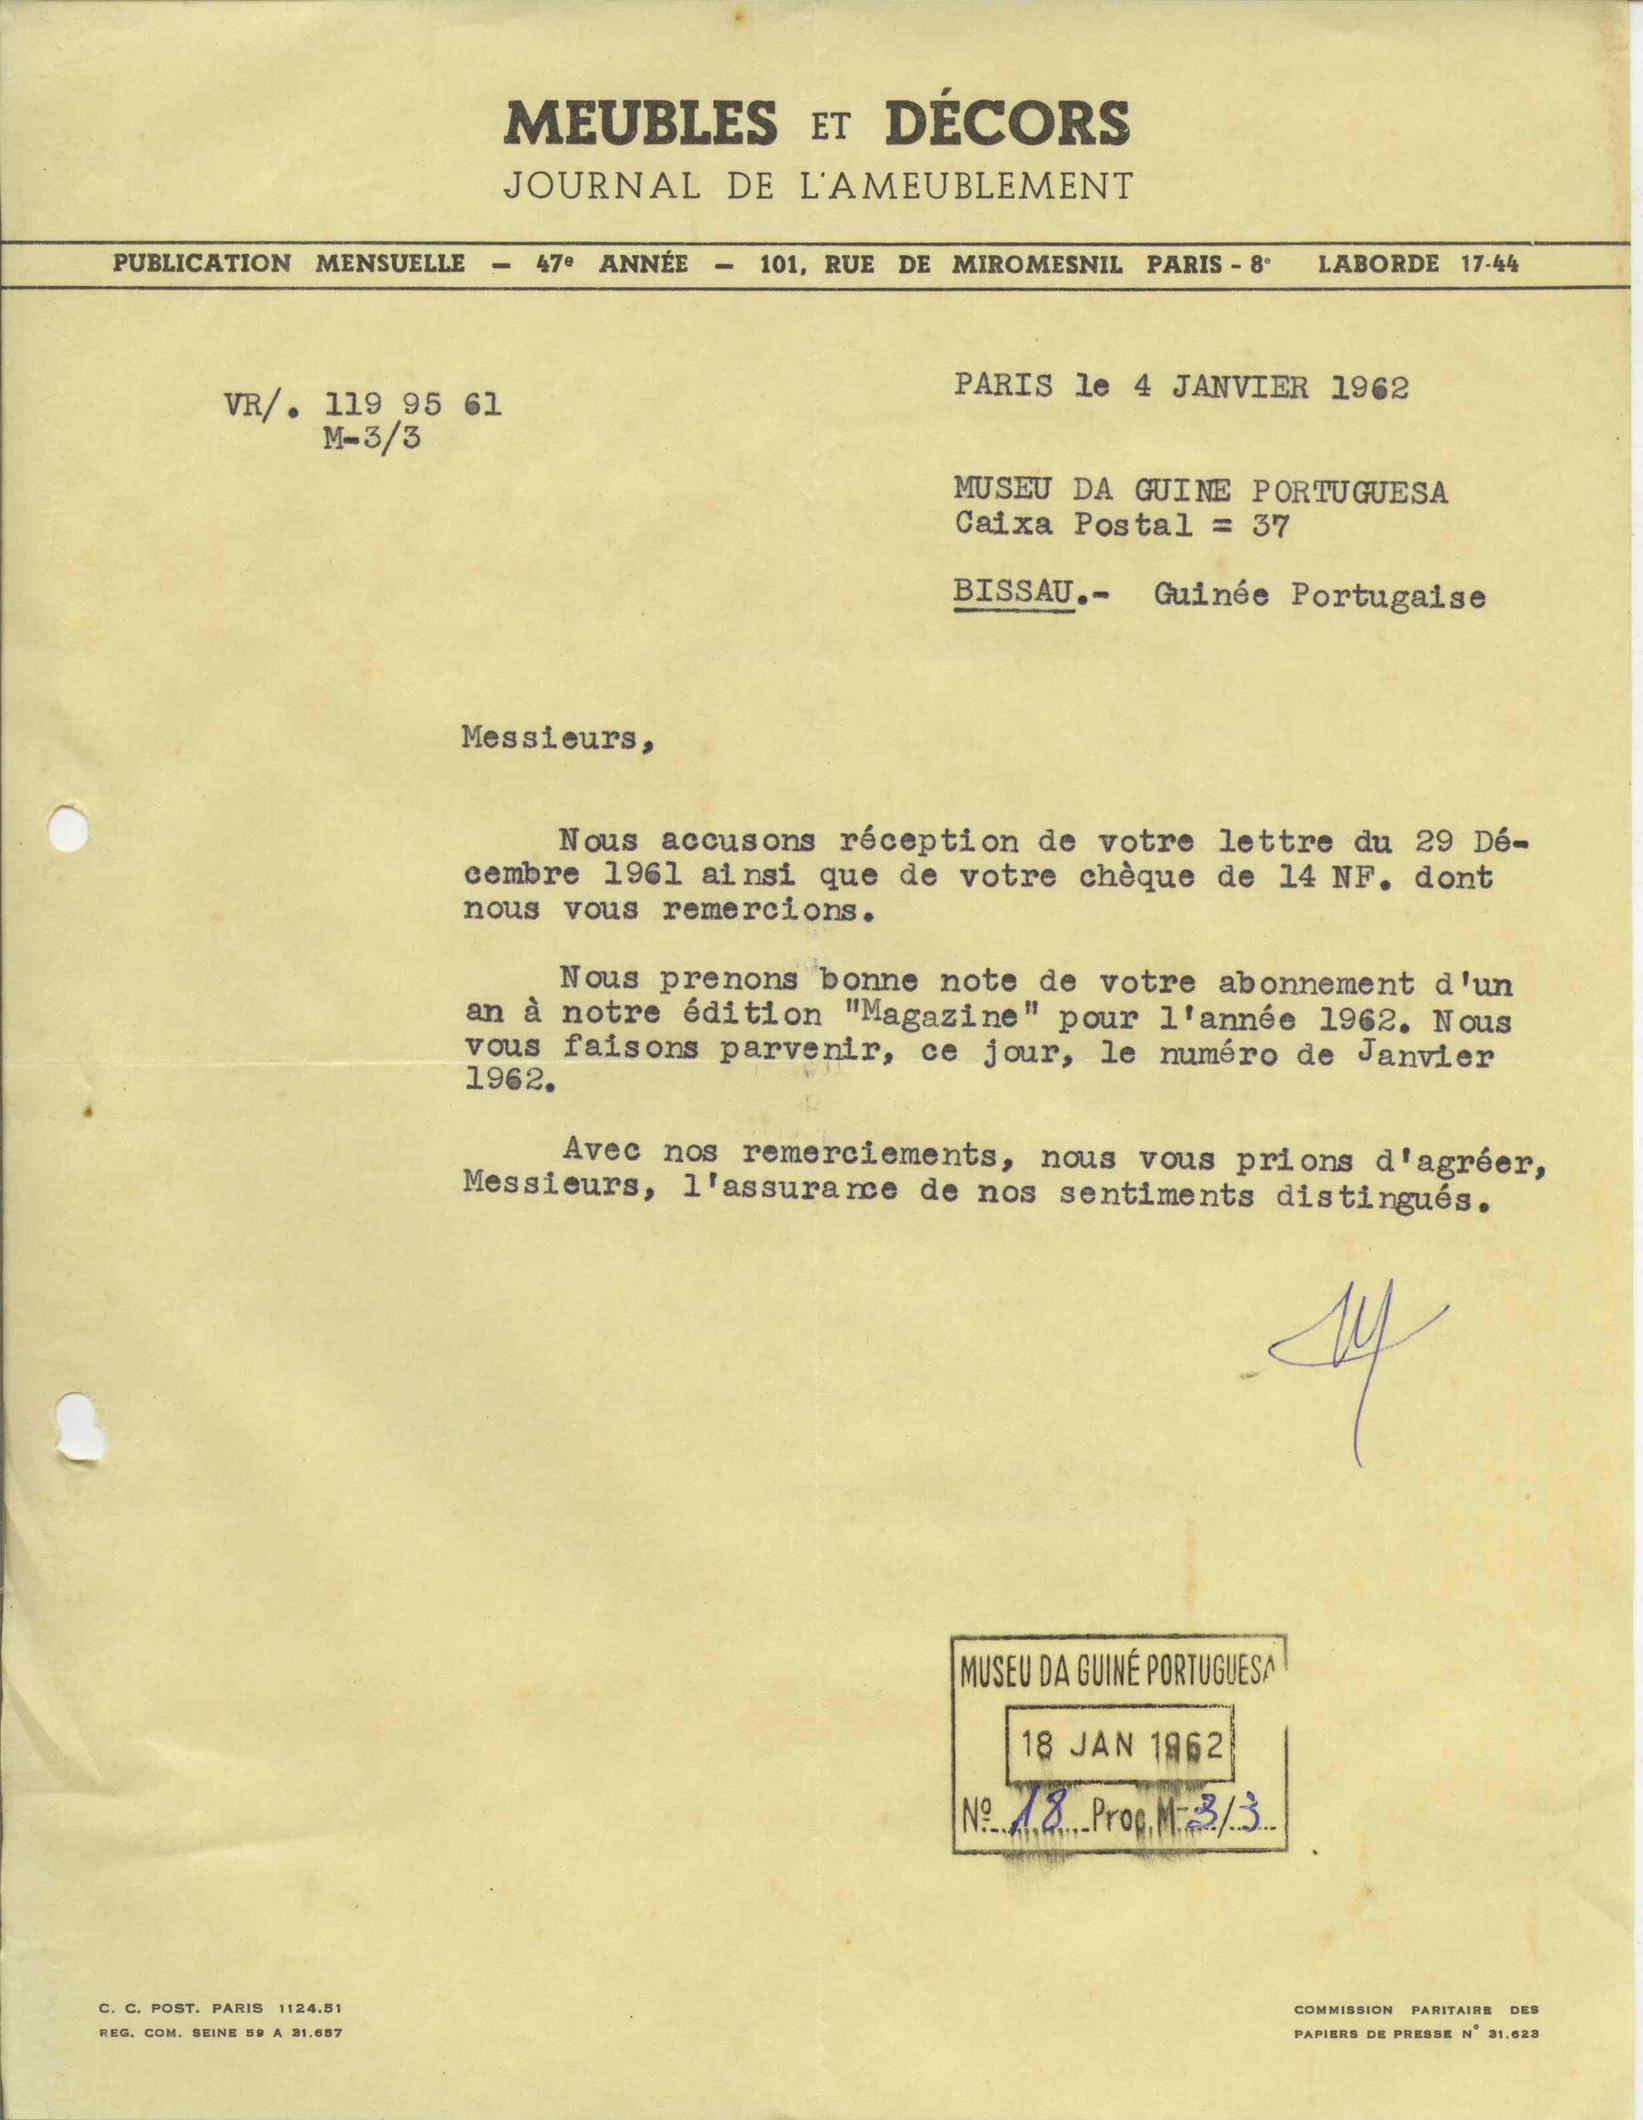 MEUBLES ET DÉCORS
JOURNAL DE L'AMEUBLEMENT
PUBLICATION MENSUELLE — 47e ANNÉE — 101, RUE DE MIROMESNIL PARIS - 8e LABORDE 17-44
PARIS le 4 JANVIER 1962
VR/. 119 95 61
M-3/3
MUSEU DA GUINE PORTUGUESA
Caixa Postal = 37
BISSAU.- Guinée Portugaise
Messieurs,
Nous accusons réception de votre lettre du 29 Dé-
cembre 1961 ainsi que de votre chèque de 14 NF. dont
nous vous remercions.
Nous prenons bonne note de votre abonnement d'un
an à notre édition "Magazine" pour l'année 1962. Nous
vous faisons parvenir, ce jour, le numéro de Janvier
1962.
Avec nos remerciements, nous vous prions d'agréer,
Messieurs, l'assurance de nos sentiments distingués.
MUSEU DA GUINÉ PORTUGUESA
18 JAN 1962
Nº 18 Proc. M-3/3
C. C. POST. PARIS 1124.51
REG. COM. SEINE 59 A 31.657
COMMISSION PARITAIRE DES
PAPIERS DE PRESSE N° 31.623